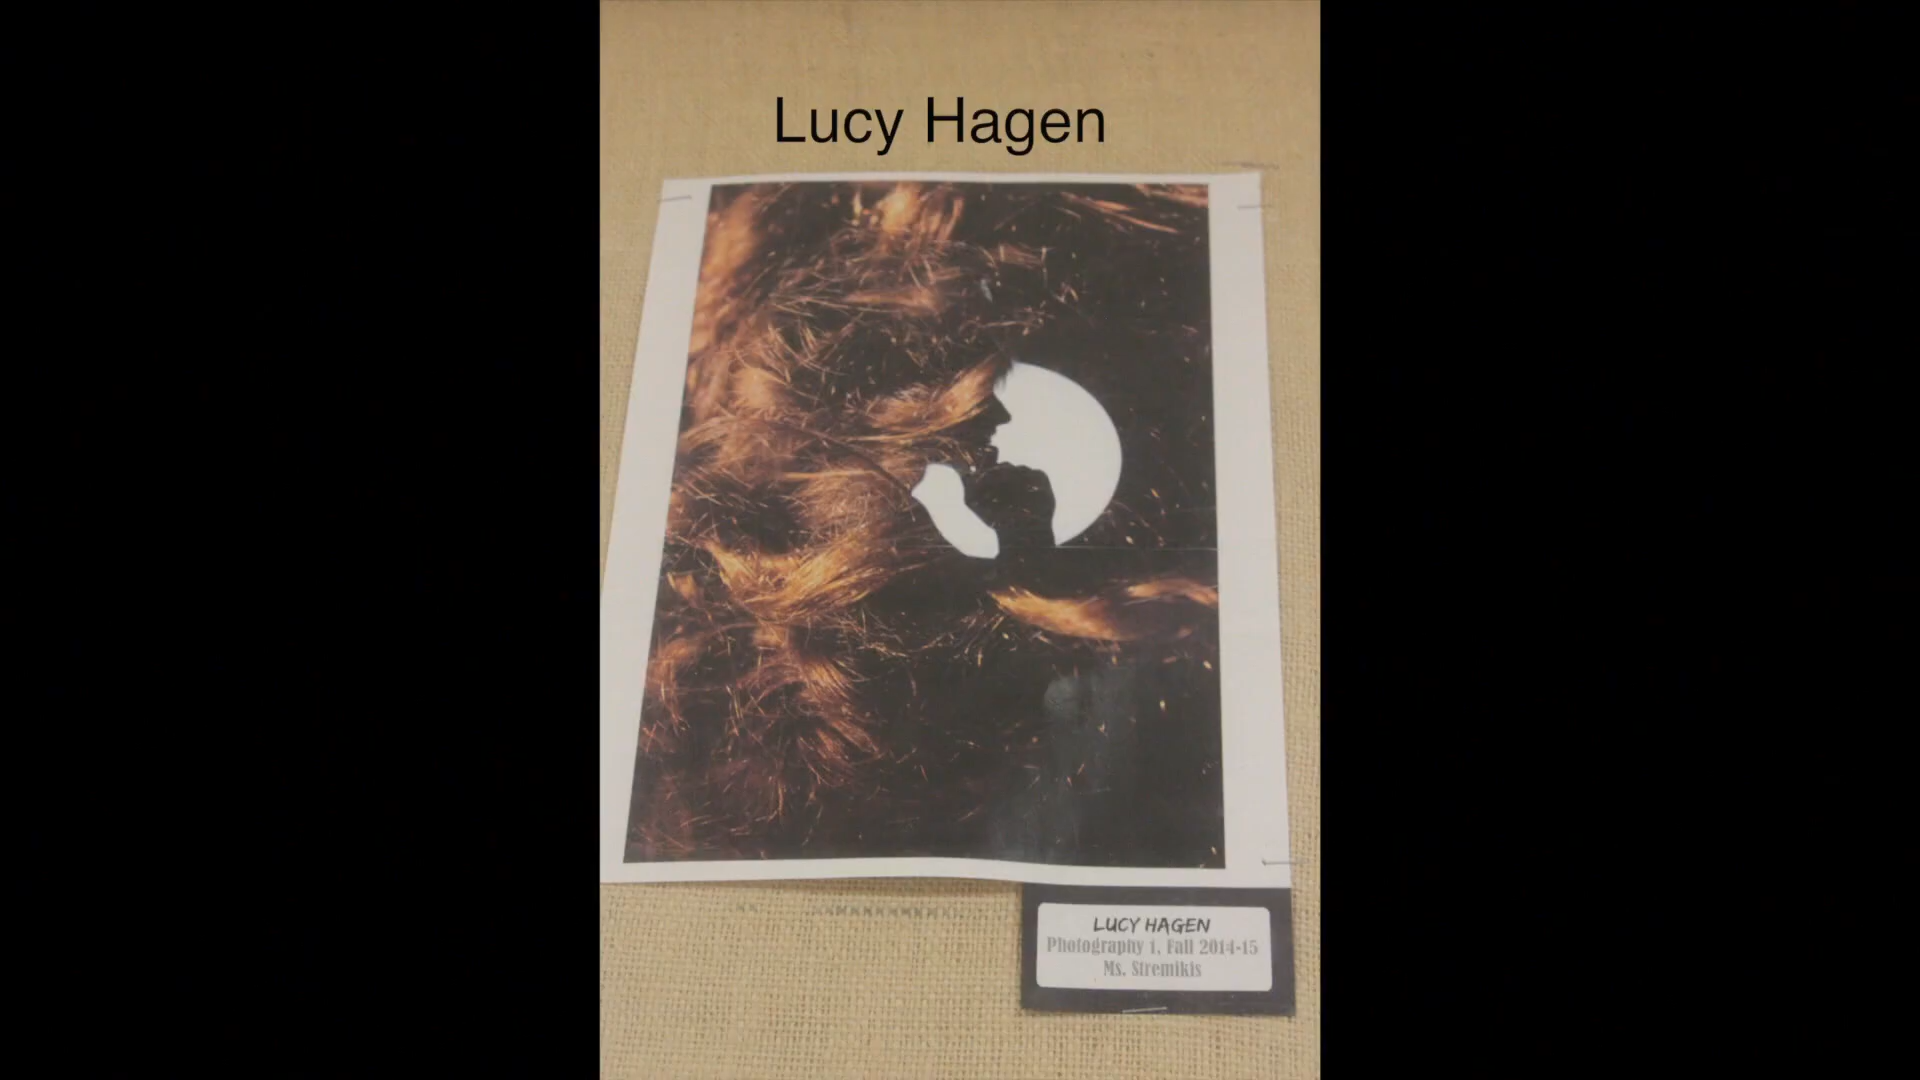 Lucy Hagen
LUCY HAGEN
Photography 1, Fall 2014-15
Ms. Stremikis